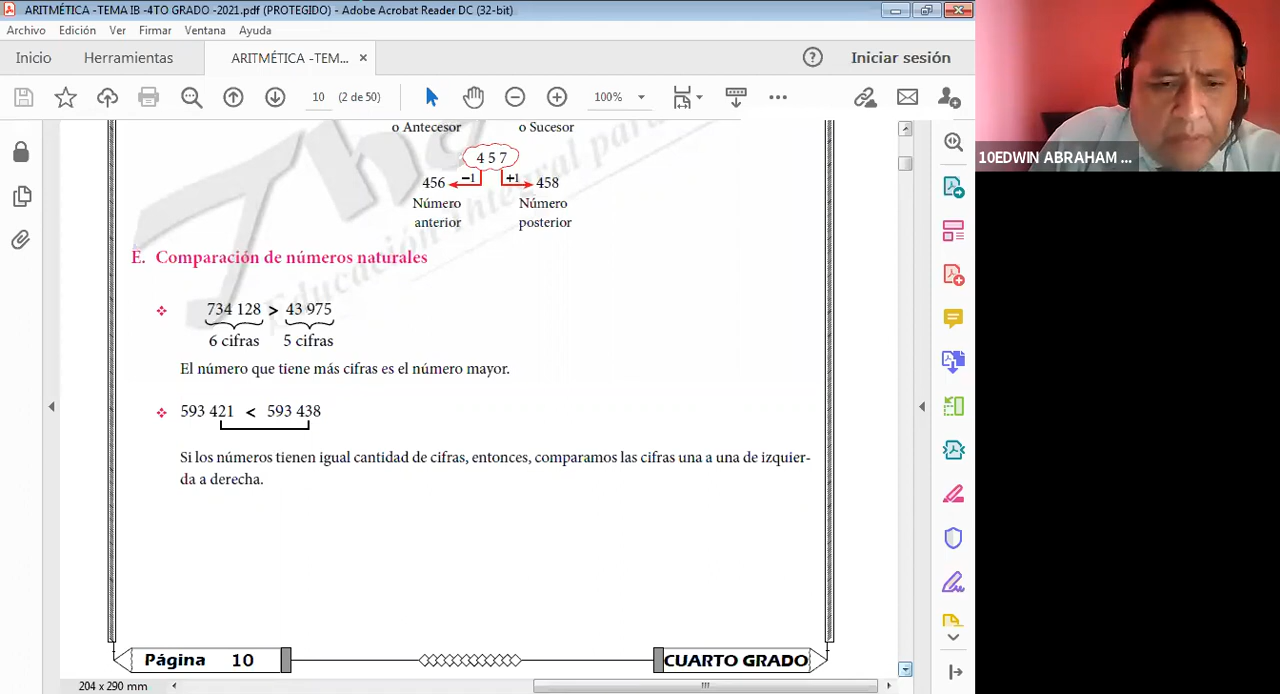 ARITMÉTICA -TEMA IB -4TO GRADO -2021.pdf (PROTEGIDO) - Adobe Acrobat Reader DC (32-bit)
Archivo Edición Ver Firmar Ventana Ayuda
Inicio Herramientas ARITMÉTICA -TEM... × Iniciar sesión
10 (2 de 50) 100%
o Antecesor o Sucesor
4 5 7
456 −1 +1 458
Número Número
anterior posterior
E. Comparación de números naturales
734 128 > 43 975
6 cifras 5 cifras
El número que tiene más cifras es el número mayor.
593 421 < 593 438
Si los números tienen igual cantidad de cifras, entonces, comparamos las cifras una a una de izquier-
da a derecha.
Página 10 CUARTO GRADO
204 x 290 mm
10EDWIN ABRAHAM ...